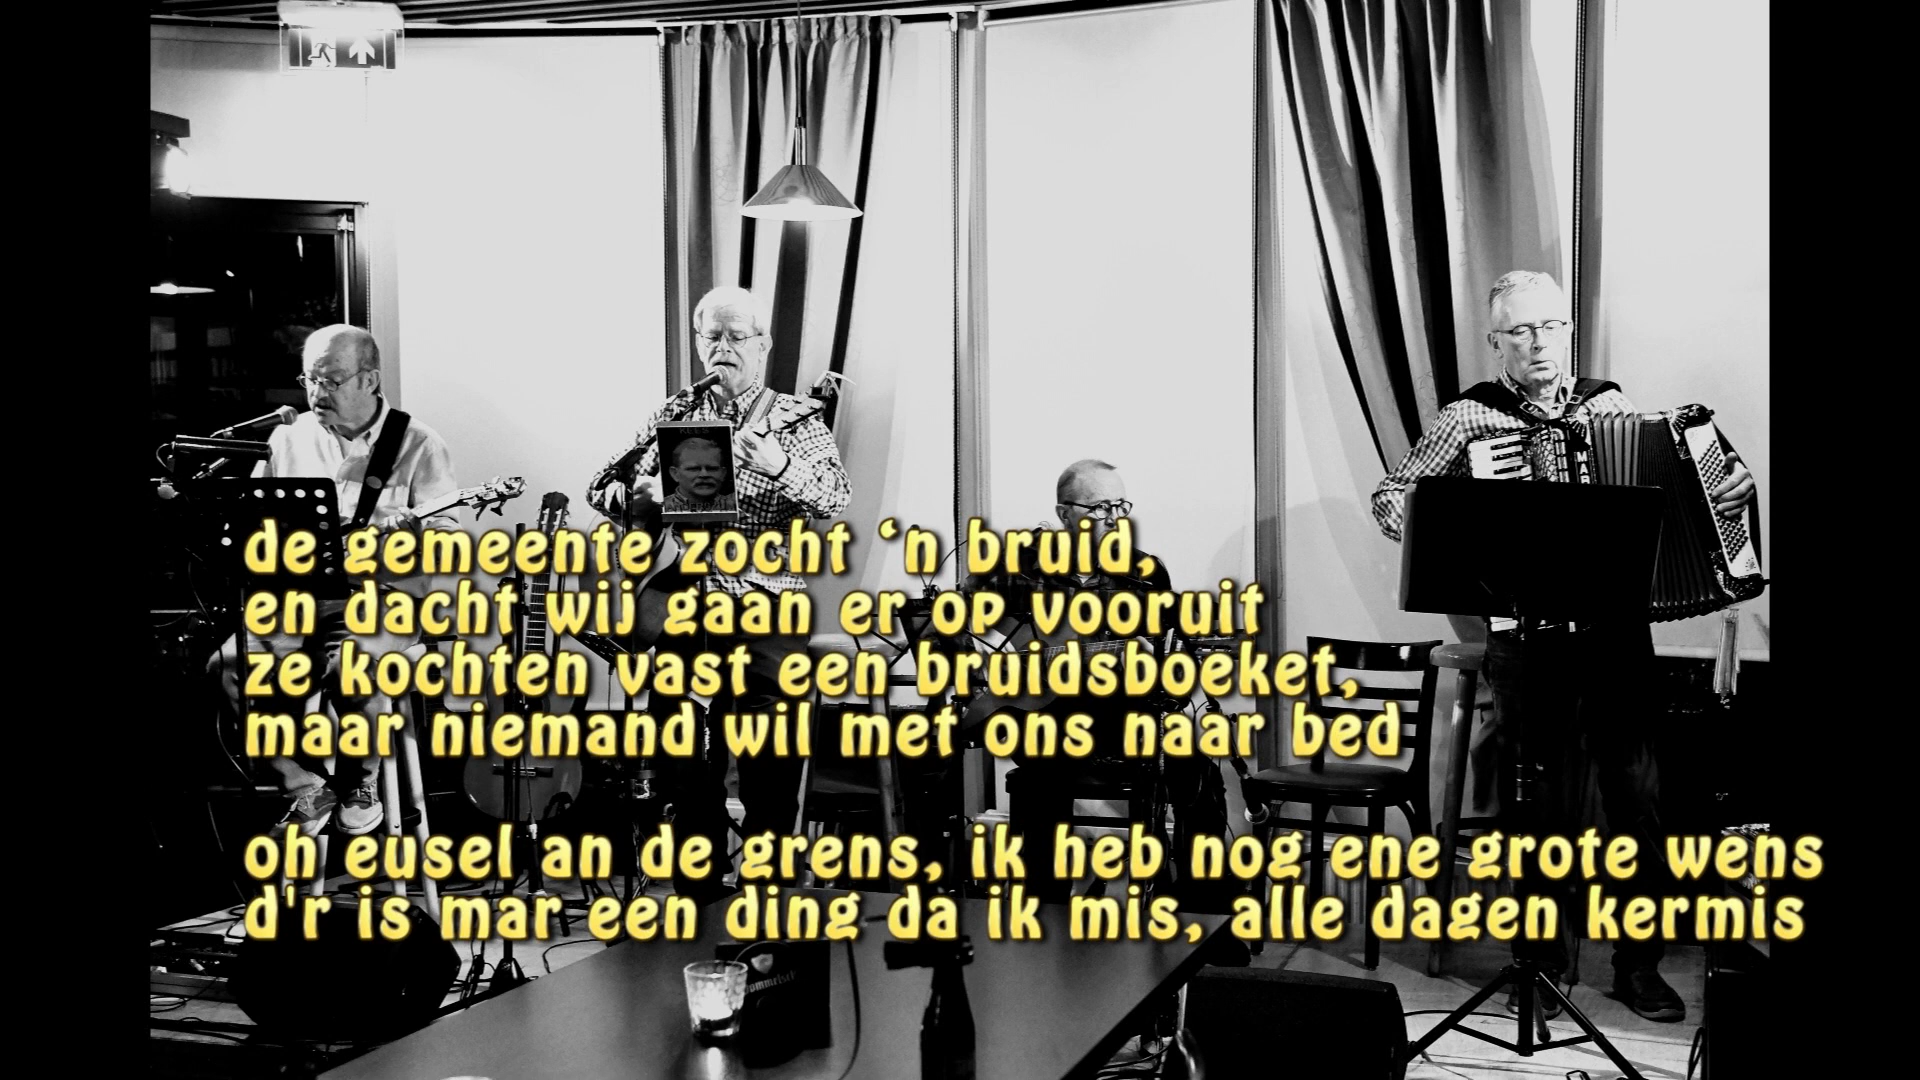 KEES
de gemeente zocht ‘n bruid,
en dacht wij gaan er op vooruit
ze kochten vast een bruidsboeket,
maar niemand wil met ons naar bed
oh eusel an de grens, ik heb nog ene grote wens
d'r is mar een ding da ik mis, alle dagen kermis